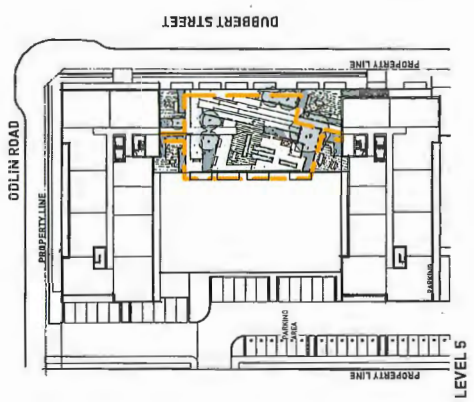 DUBBERT STREET
PROPERTY LINE
ODLIN ROAD
PROPERTY LINE
PARKING
PARKING
AREA
PROPERTY LINE
LEVEL 5